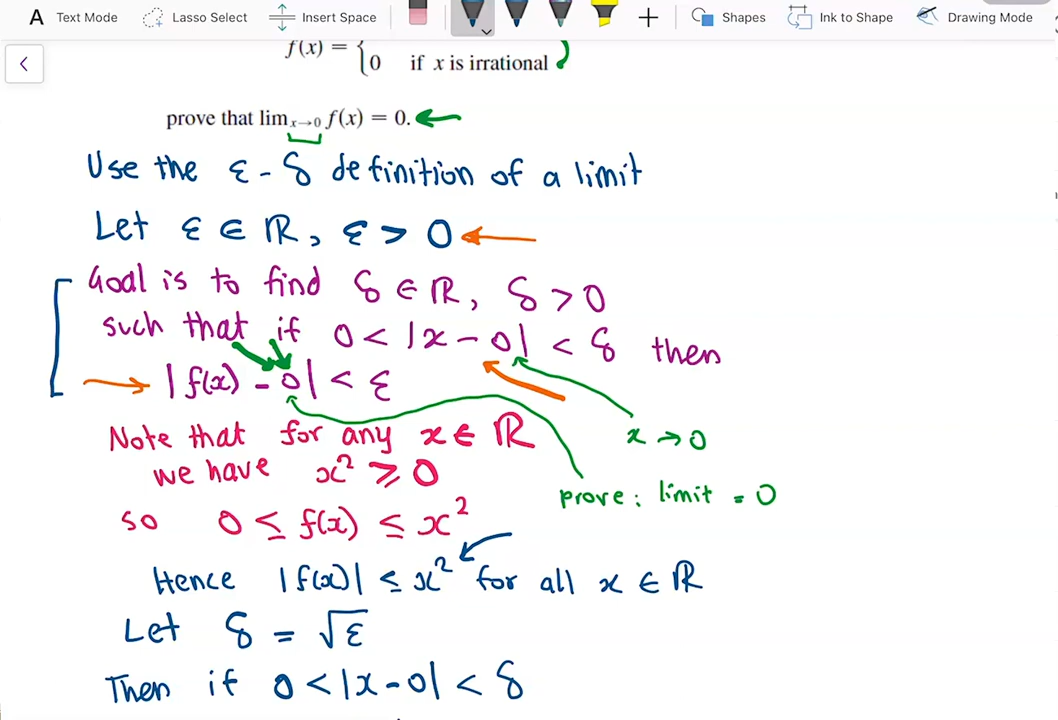 A Text Mode Lasso Select Insert Space Shapes Ink to Shape Drawing Mode
f(x) = { 0 if x is irrational
prove that lim x→0 f(x) = 0.
Use the ε - δ definition of a limit
Let ε ∈ ℝ, ε > 0
Goal is to find δ ∈ ℝ, δ > 0
such that if 0 < |x - 0| < δ then
|f(x) - 0| < ε
x → 0
Note that for any x ∈ ℝ
we have x² ≥ 0
prove: limit = 0
so 0 ≤ f(x) ≤ x²
Hence |f(x)| ≤ x² for all x ∈ ℝ
Let δ = √ε
Then if 0 < |x - 0| < δ